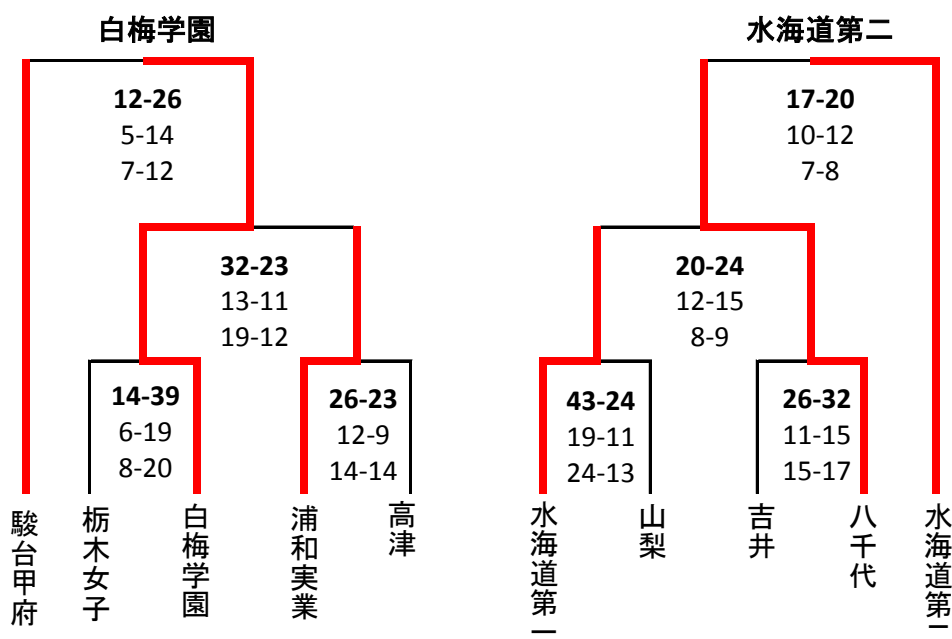 白梅学園
水海道第二
12-26
5-14
7-12
17-20
10-12
7-8
32-23
13-11
19-12
20-24
12-15
8-9
14-39
6-19
8-20
26-23
12-9
14-14
43-24
19-11
24-13
26-32
11-15
15-17
駿台甲府
栃木女子
白梅学園
浦和実業
高津
水海道第一
山梨
吉井
八千代
水海道第二